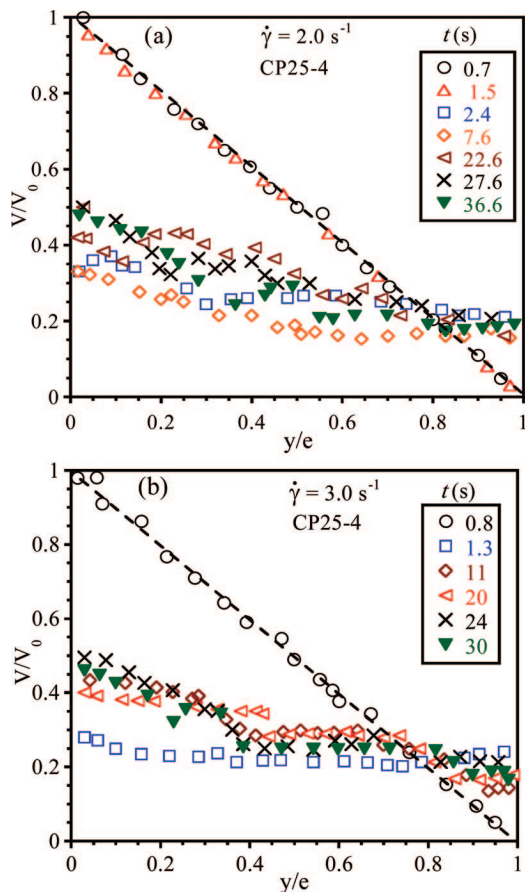 (a)
γ̇ = 2.0 s⁻¹
CP25-4
t (s)
0.7
1.5
2.4
7.6
22.6
27.6
36.6
V/V₀
1
0.8
0.6
0.4
0.2
0
0 0.2 0.4 0.6 0.8 1
y/e
(b)
γ̇ = 3.0 s⁻¹
CP25-4
t (s)
0.8
1.3
11
20
24
30
V/V₀
1
0.8
0.6
0.4
0.2
0
0 0.2 0.4 0.6 0.8 1
y/e